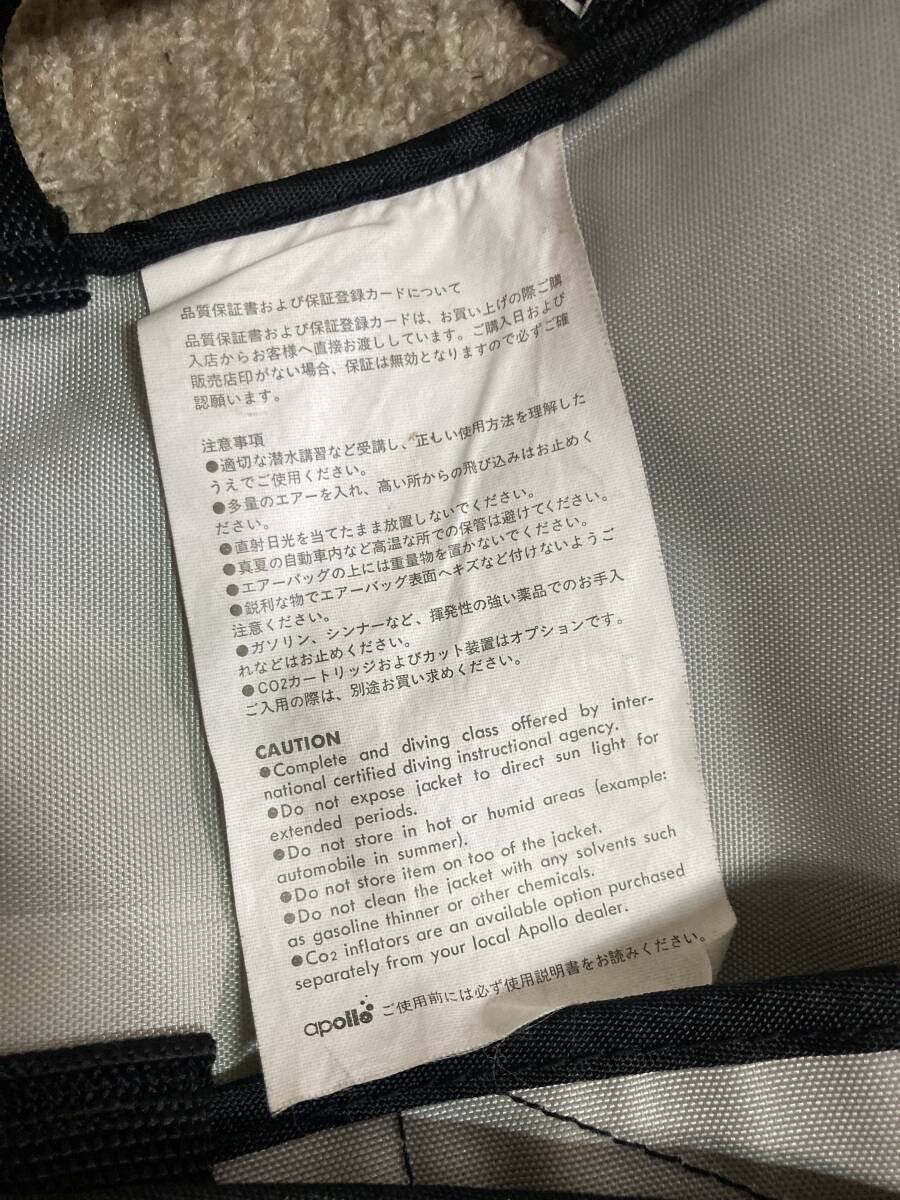 品質保証書および保証登録カードについて
品質保証書および保証登録カードは、お買い上げの際ご購
入店からお客様へ直接お渡ししています。ご購入日および
販売店印がない場合、保証は無効となりますので必ずご確
認願います。
注意事項
●適切な潜水講習など受講し、正しい使用方法を理解した
うえでご使用ください。
●多量のエアーを入れ、高い所からの飛び込みはお止めく
ださい。
●直射日光を当てたまま放置しないでください。
●真夏の自動車内など高温な所での保管は避けてください。
●エアーバッグの上には重量物を置かないでください。
●鋭利な物でエアーバッグ表面へキズなど付けないようご
注意ください。
●ガソリン、シンナーなど、揮発性の強い薬品でのお手入
れなどはお止めください。
●CO2カートリッジおよびカット装置はオプションです。
ご入用の際は、別途お買い求めください。
CAUTION
●Complete and diving class offered by inter-
national certified diving instructional agency.
●Do not expose jacket to direct sun light for
extended periods.
●Do not store in hot or humid areas (example:
automobile in summer).
●Do not store item on too of the jacket.
●Do not clean the jacket with any solvents such
as gasoline thinner or other chemicals.
●Co2 inflators are an available option purchased
separately from your local Apollo dealer.
apollo ご使用前には必ず使用説明書をお読みください。